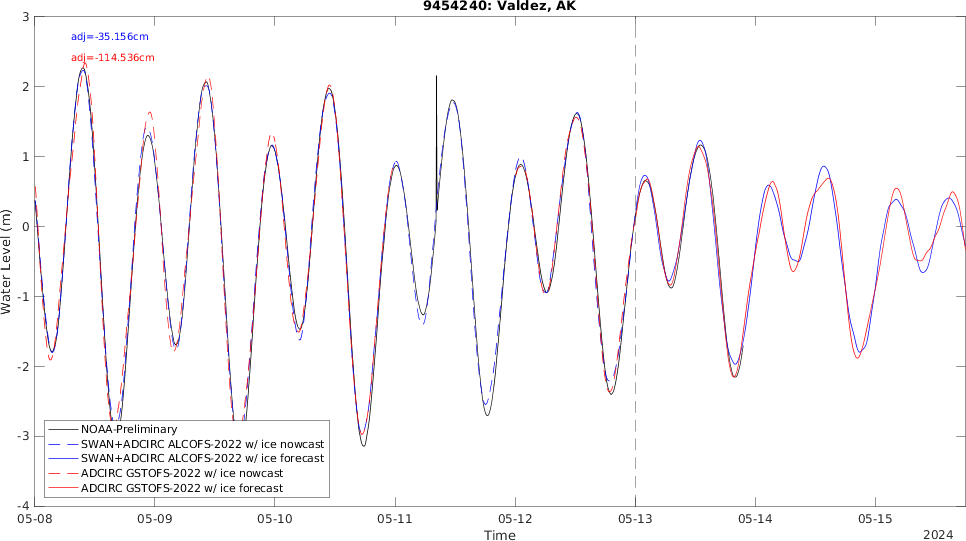 9454240: Valdez, AK
3
adj=-35.156cm
adj=-114.536cm
2
1
0
-1
-2
-3
-4
Water Level (m)
NOAA-Preliminary
SWAN+ADCIRC ALCOFS-2022 w/ ice nowcast
SWAN+ADCIRC ALCOFS-2022 w/ ice forecast
ADCIRC GSTOFS-2022 w/ ice nowcast
ADCIRC GSTOFS-2022 w/ ice forecast
05-08 05-09 05-10 05-11 05-12 05-13 05-14 05-15
Time
2024